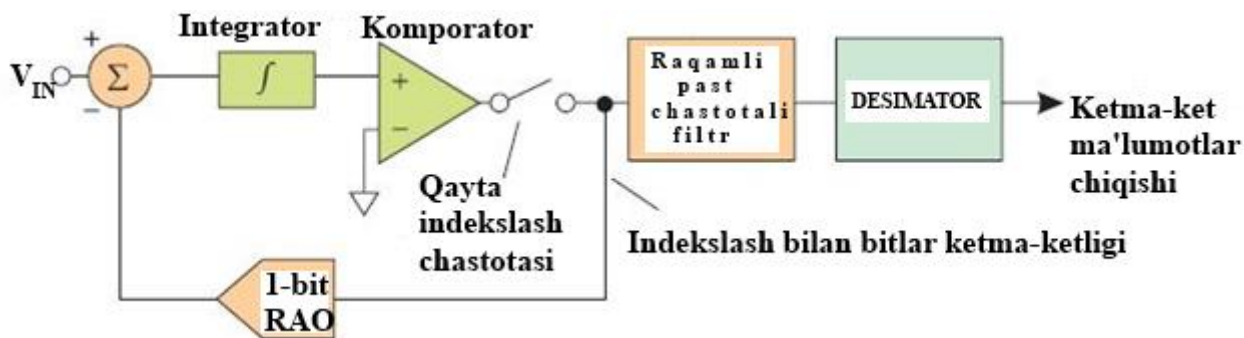 Integrator
Komporator
+
V_IN
Σ
−
∫
+
−
Raqamli
past
chastotali
filtr
DESIMATOR
Ketma-ket
ma'lumotlar
chiqishi
Qayta
indekslash
chastotasi
Indekslash bilan bitlar ketma-ketligi
1-bit
RAO